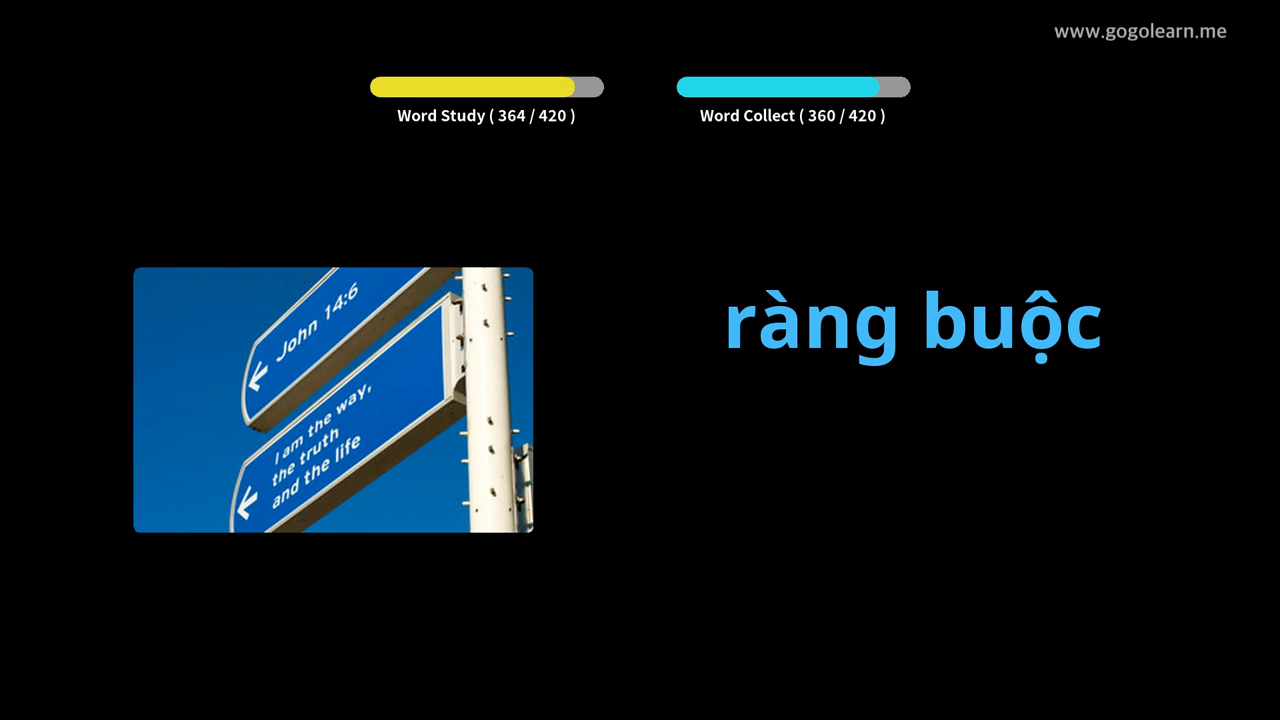 www.gogolearn.me
Word Study ( 364 / 420 )
Word Collect ( 360 / 420 )
John 14:6
I am the way,
the truth
and the life
ràng buộc